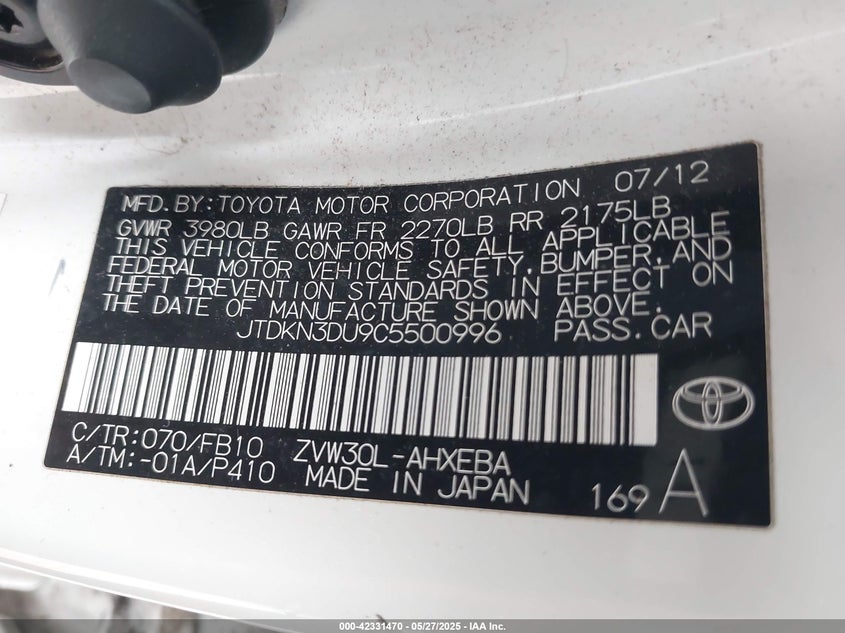 MFD. BY: TOYOTA MOTOR CORPORATION 07/12
GVWR 3980LB GAWR FR 2270LB RR 2175LB
THIS VEHICLE CONFORMS TO ALL APPLICABLE
FEDERAL MOTOR VEHICLE SAFETY, BUMPER, AND
THEFT PREVENTION STANDARDS IN EFFECT ON
THE DATE OF MANUFACTURE SHOWN ABOVE.
JTDKN3DU9C5500996 PASS. CAR
C/TR: 070/FB10 ZVW30L-AHXEBA
A/TM:-01A/P410 MADE IN JAPAN
169 A
000-42331470 — 05/27/2025 — IAA Inc.